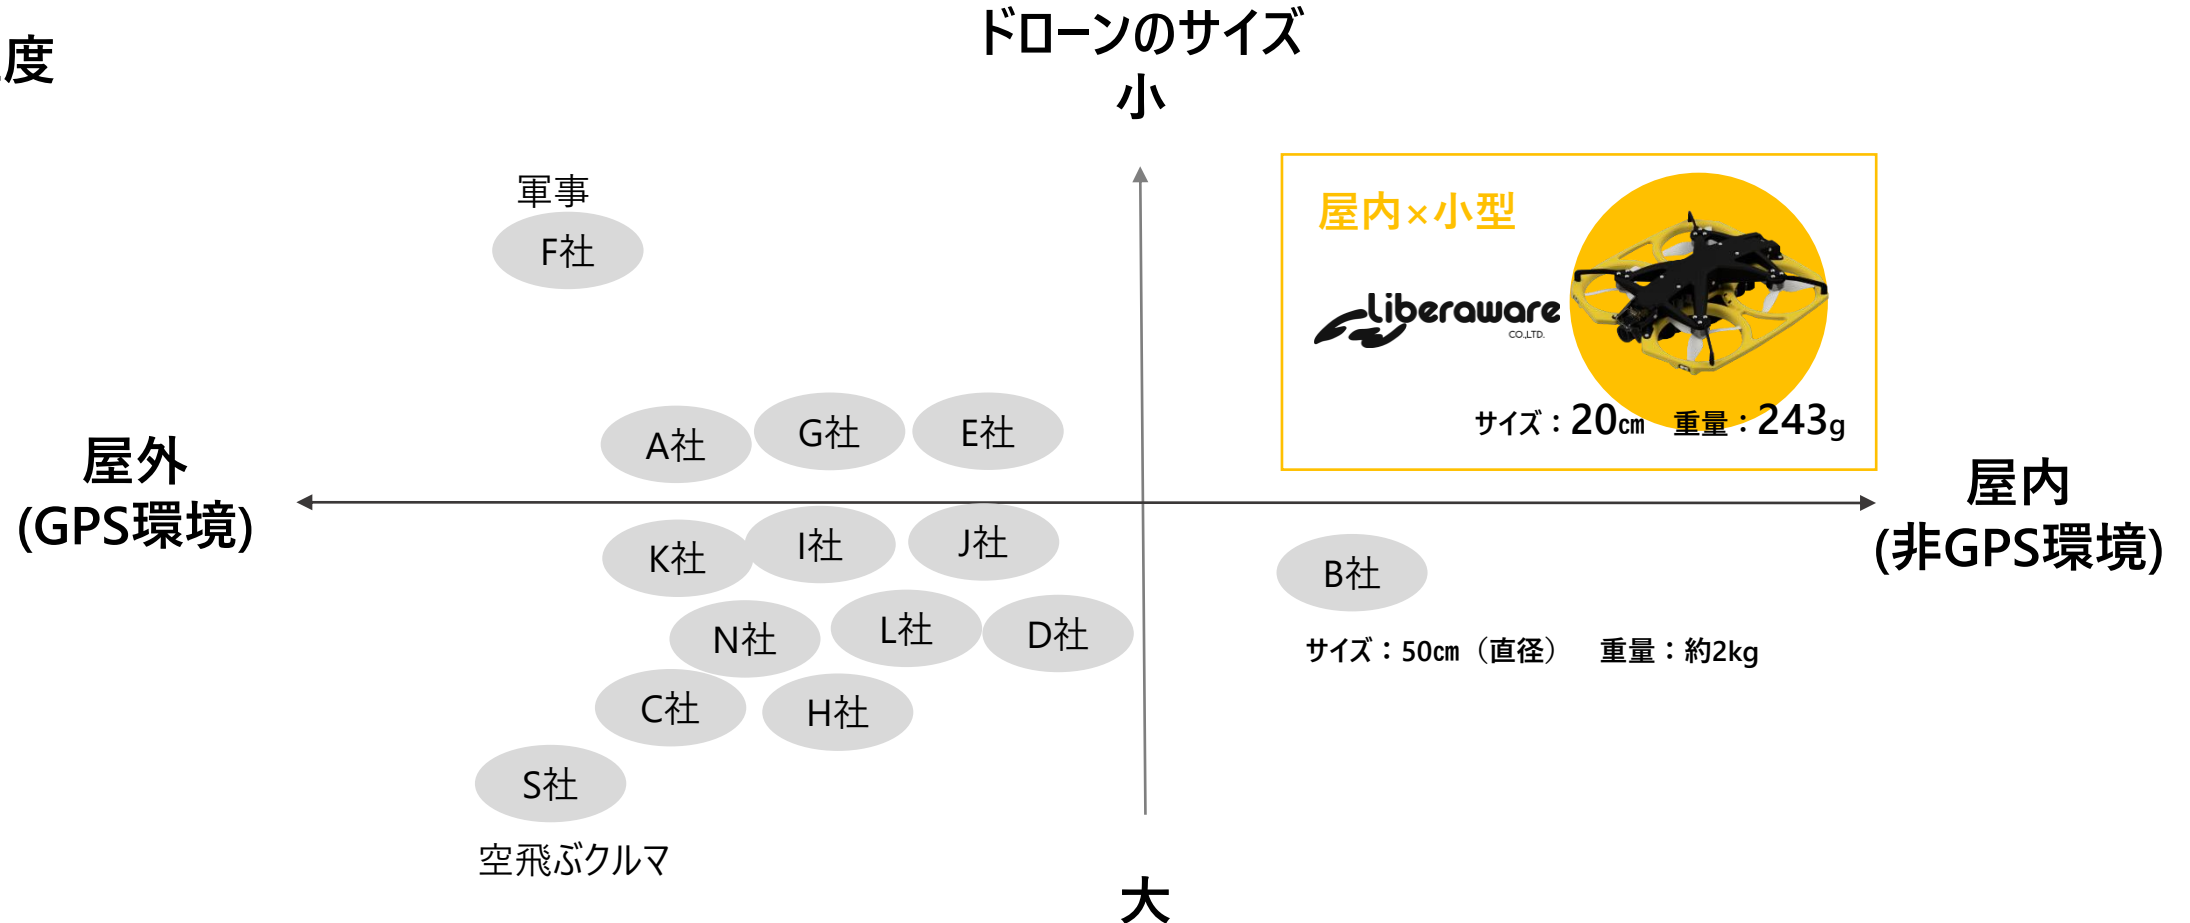 度
ドローンのサイズ
小
軍事
F社
屋内×小型
Liberaware
CO.,LTD.
サイズ：20㎝　重量：243g
A社
G社
E社
屋外
(GPS環境)
屋内
(非GPS環境)
K社
I社
J社
B社
サイズ：50㎝（直径）　重量：約2kg
N社
L社
D社
C社
H社
S社
空飛ぶクルマ
大